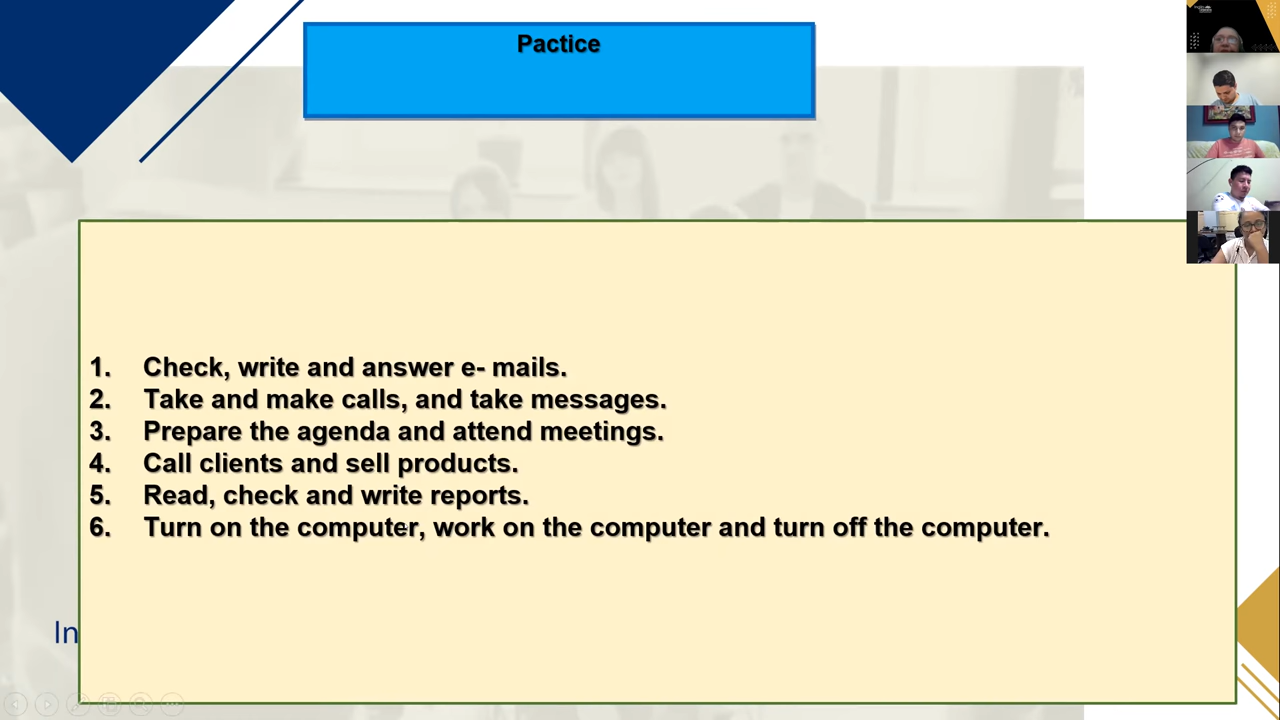 Pactice
1. Check, write and answer e- mails.
2. Take and make calls, and take messages.
3. Prepare the agenda and attend meetings.
4. Call clients and sell products.
5. Read, check and write reports.
6. Turn on the computer, work on the computer and turn off the computer.
In